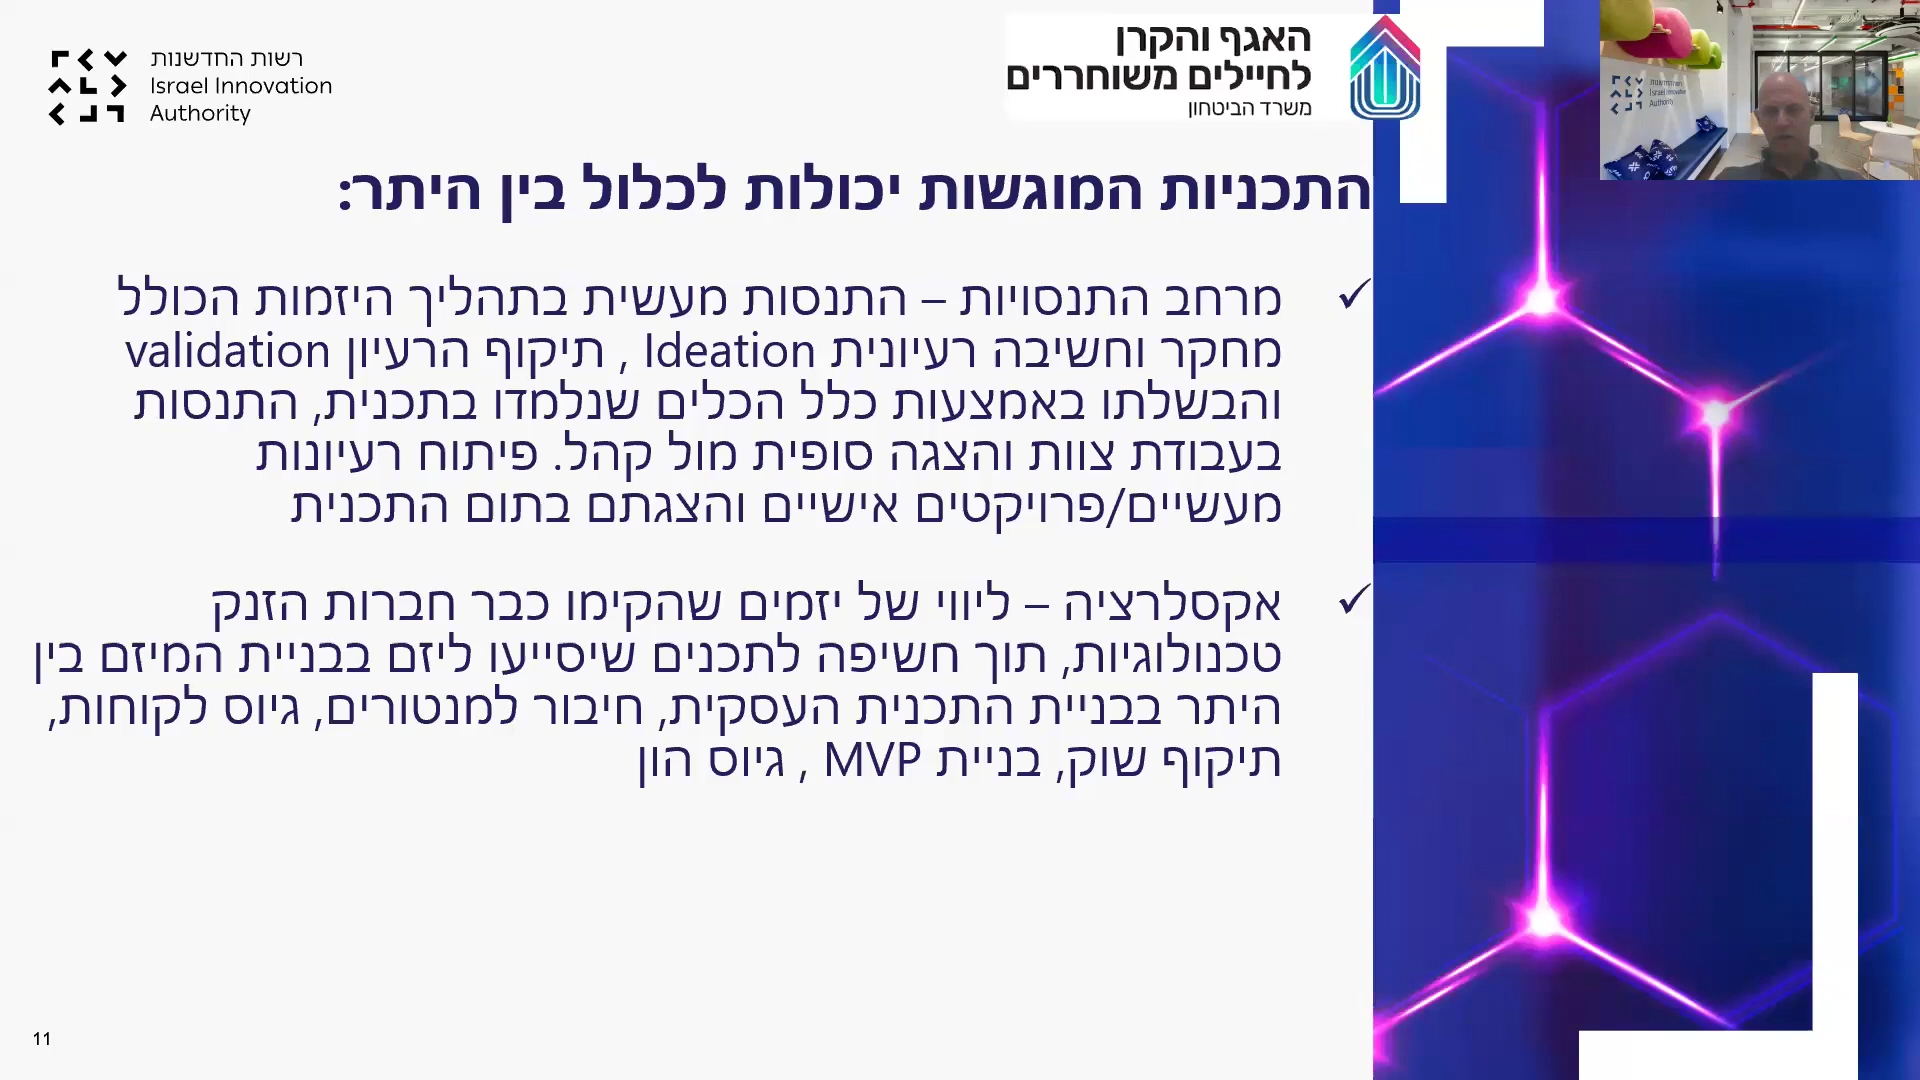 רשות החדשנות
Israel Innovation
Authority
האגף והקרן
לחיילים משוחררים
משרד הביטחון
Israel Innovation
Authority
התכניות המוגשות יכולות לכלול בין היתר:
✓ מרחב התנסויות – התנסות מעשית בתהליך היזמות הכולל
מחקר וחשיבה רעיונית Ideation , תיקוף הרעיון validation
והבשלתו באמצעות כלל הכלים שנלמדו בתכנית, התנסות
בעבודת צוות והצגה סופית מול קהל. פיתוח רעיונות
מעשיים/פרויקטים אישיים והצגתם בתום התכנית
✓ אקסלרציה – ליווי של יזמים שהקימו כבר חברות הזנק
טכנולוגיות, תוך חשיפה לתכנים שיסייעו ליזם בבניית המיזם בין
היתר בבניית התכנית העסקית, חיבור למנטורים, גיוס לקוחות,
תיקוף שוק, בניית MVP , גיוס הון
11